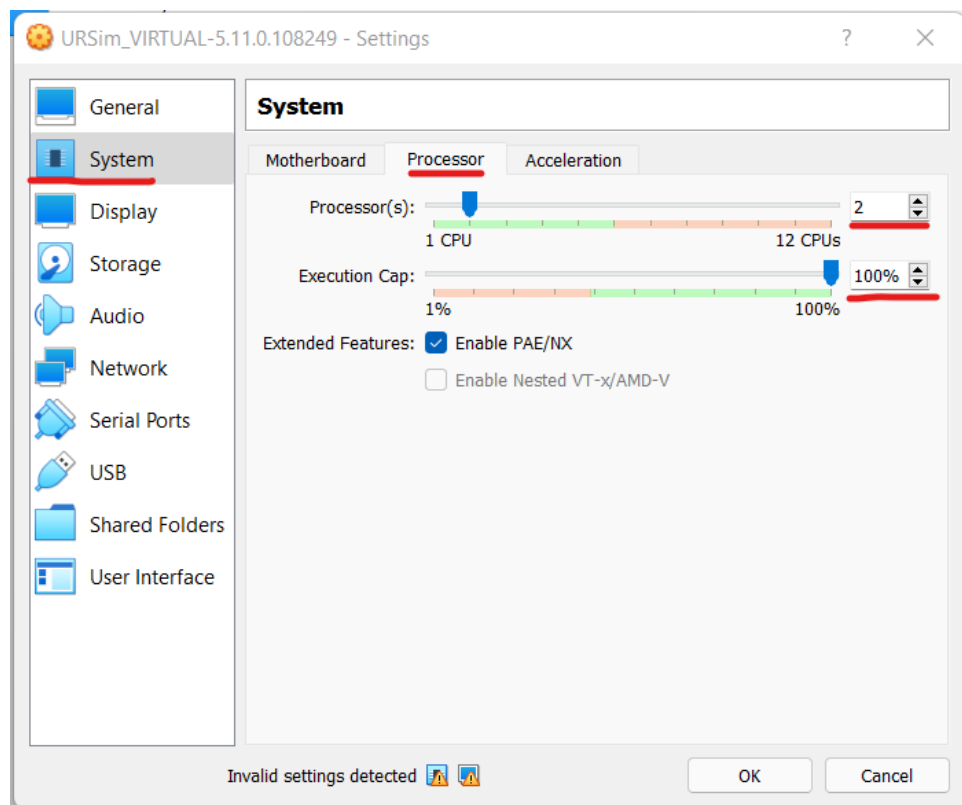 URSim_VIRTUAL-5.11.0.108249 - Settings ?
General
System
Display
Storage
Audio
Network
Serial Ports
USB
Shared Folders
User Interface
System
Motherboard Processor Acceleration
Processor(s): 2
1 CPU 12 CPUs
Execution Cap: 100%
1% 100%
Extended Features: Enable PAE/NX
Enable Nested VT-x/AMD-V
Invalid settings detected OK Cancel